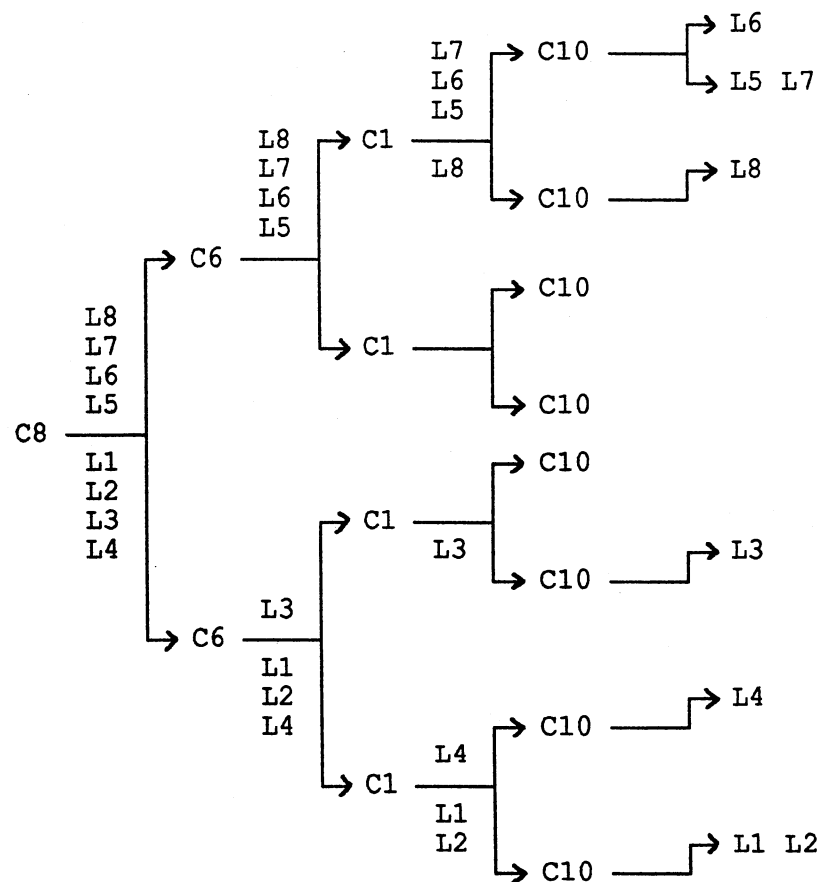 L6
L7 C10
L6 L5 L7
L5
L8 C1
L7 L8 L8
L6 C10
L5
C6
C10
L8
L7 C1
L6
L5 C10
C8
L1 C10
L2
L3 C1
L4 L3 L3
C10
L3
C6
L1
L2 L4
L4 C10
L4
C1
L1
L2 L1 L2
C10